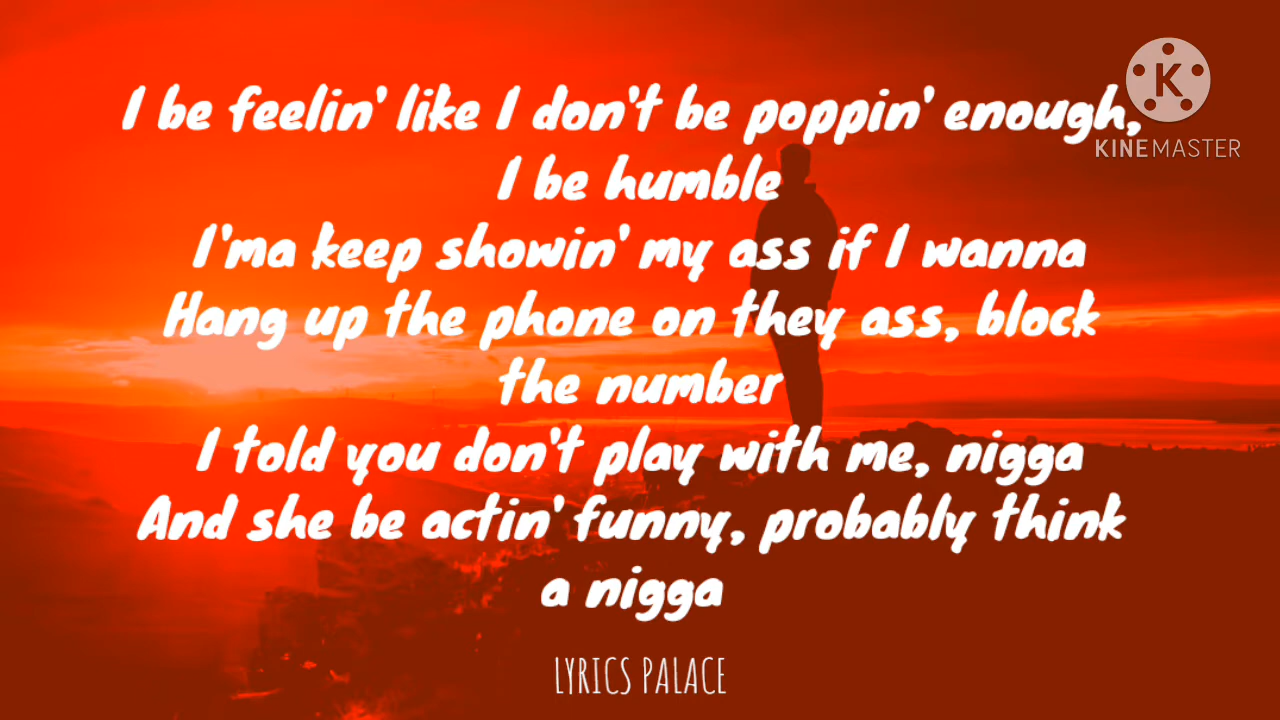 I be feelin' like I don't be poppin' enough,
I be humble
I'ma keep showin' my ass if I wanna
Hang up the phone on they ass, block
the number
I told you don't play with me, nigga
And she be actin' funny, probably think
a nigga
LYRICS PALACE
K
KINEMASTER